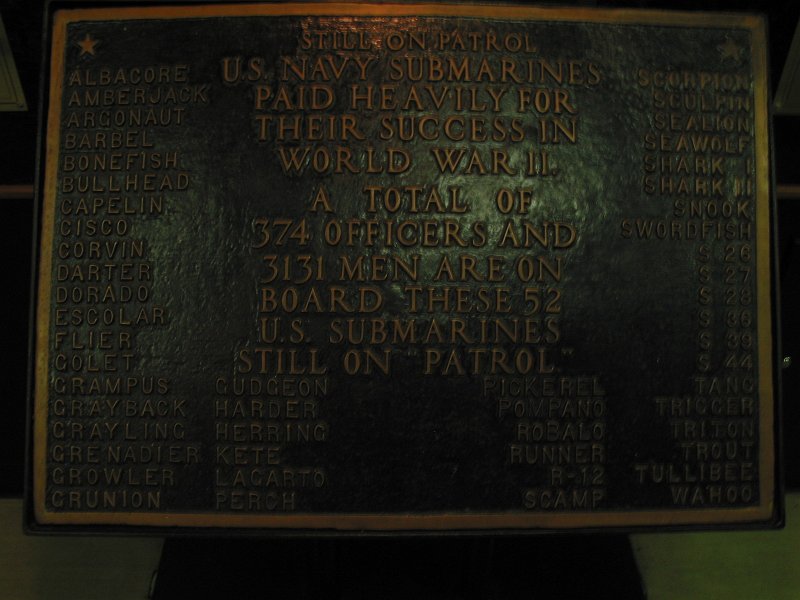 STILL ON PATROL
U.S. NAVY SUBMARINES
PAID HEAVILY FOR
THEIR SUCCESS IN
WORLD WAR II.
A TOTAL OF
374 OFFICERS AND
3131 MEN ARE ON
BOARD THESE 52
U.S. SUBMARINES
STILL ON "PATROL."
ALBACORE
AMBERJACK
ARGONAUT
BARBEL
BONEFISH
BULLHEAD
CAPELIN
CISCO
CORVIN
DARTER
DORADO
ESCOLAR
FLIER
GOLET
GRAMPUS
GRAYBACK
GRAYLING
GRENADIER
GROWLER
GRUNION
GUDGEON
HARDER
HERRING
KETE
LAGARTO
PERCH
PICKEREL
POMPANO
ROBALO
RUNNER
R-12
SCAMP
SCORPION
SCULPIN
SEALION
SEAWOLF
SHARK I
SHARK II
SNOOK
SWORDFISH
S 26
S 27
S 28
S 36
S 39
S 44
TANG
TRIGGER
TRITON
TROUT
TULLIBEE
WAHOO